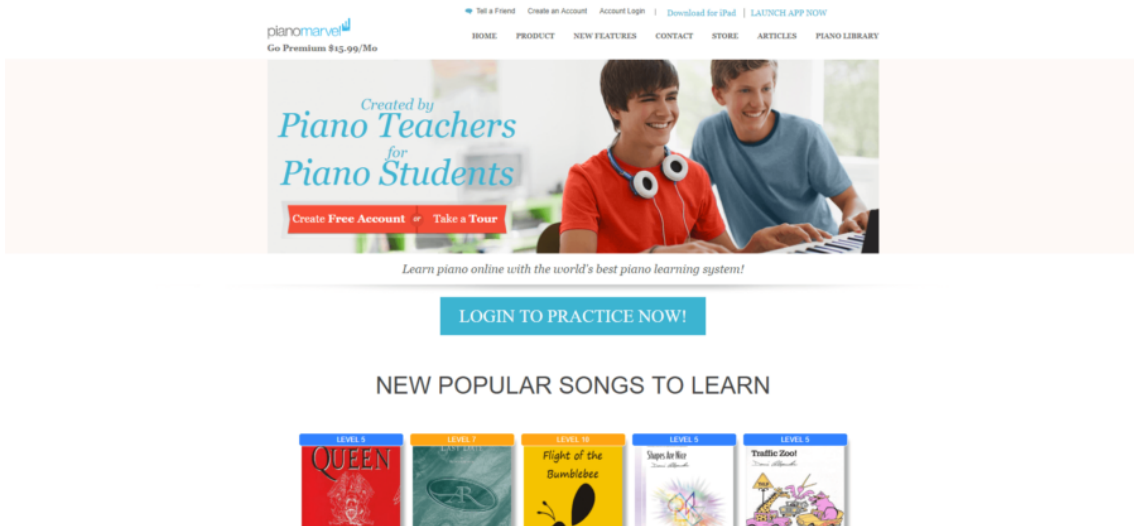 Tell a Friend Create an Account Account Login | Download for iPad | LAUNCH APP NOW
pianomarvel
Go Premium $15.99/Mo
HOME PRODUCT NEW FEATURES CONTACT STORE ARTICLES PIANO LIBRARY
Created by
Piano Teachers
for
Piano Students
Create Free Account or Take a Tour
Learn piano online with the world's best piano learning system!
LOGIN TO PRACTICE NOW!
NEW POPULAR SONGS TO LEARN
LEVEL 5 LEVEL 7 LEVEL 10 LEVEL 5 LEVEL 5
QUEEN
Flight of the
Bumblebee
Shapes Are Nice
Traffic Zoo!